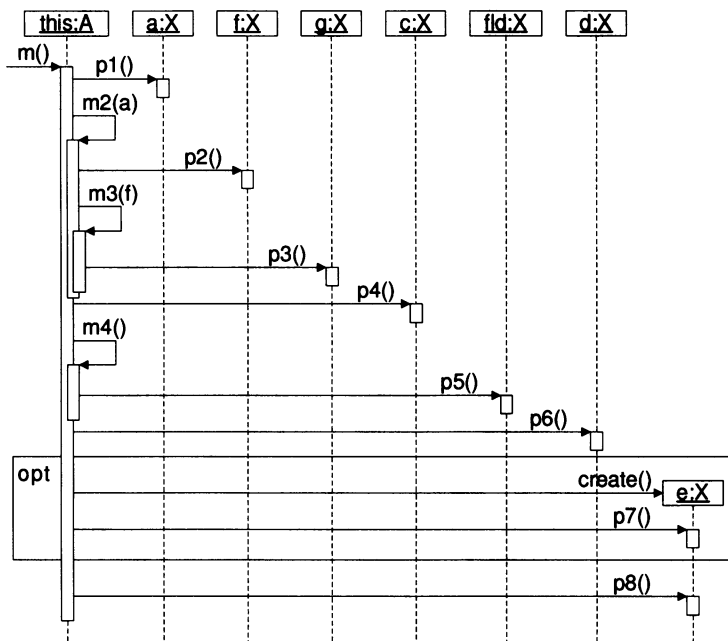 this:A a:X f:X g:X c:X fld:X d:X
m()
p1()
m2(a)
p2()
m3(f)
p3()
p4()
m4()
p5()
p6()
opt
create()
e:X
p7()
p8()